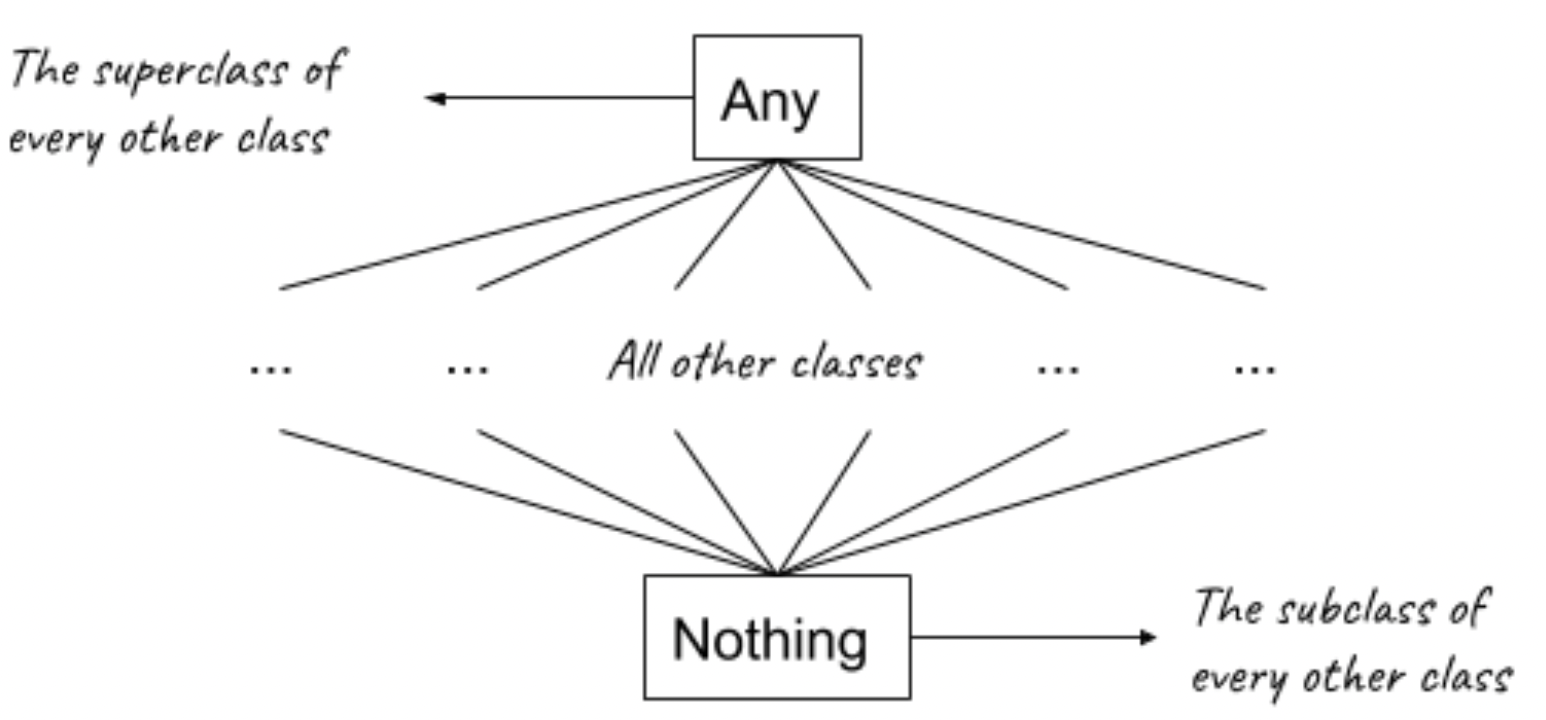 The superclass of
every other class
Any
... ... All other classes ... ...
Nothing
The subclass of
every other class